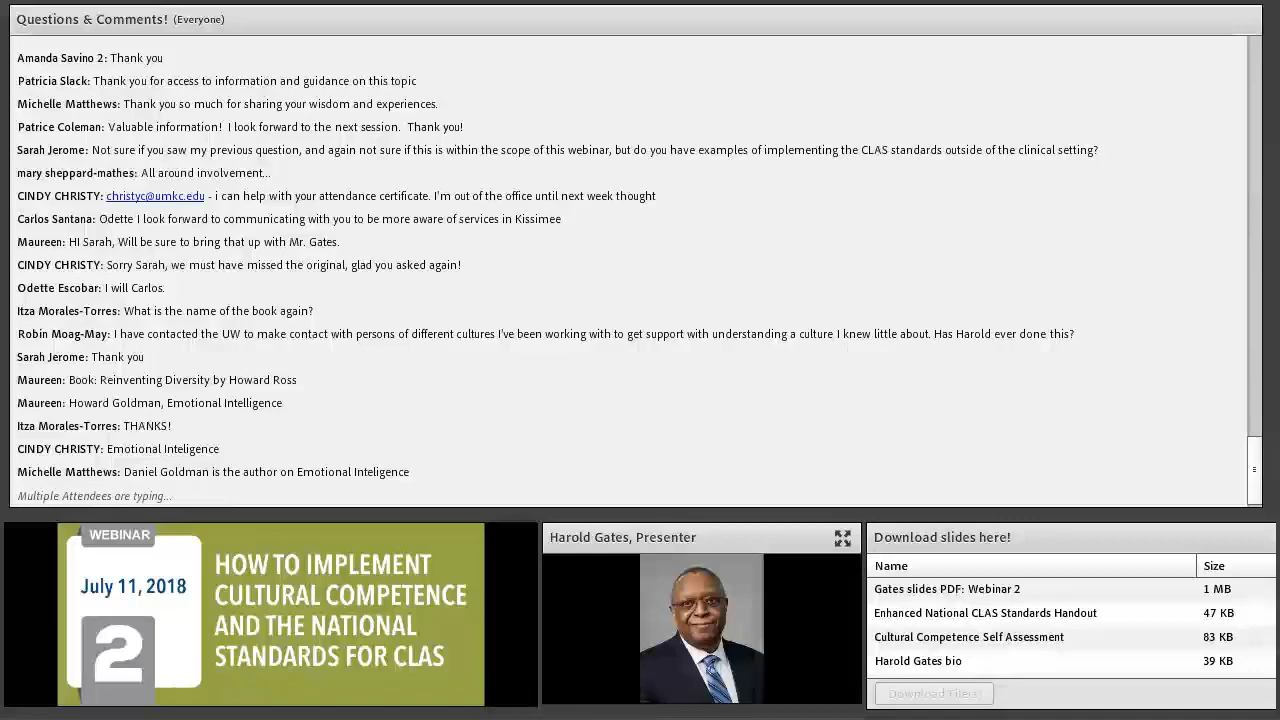 Questions & Comments! (Everyone)
Amanda Savino 2: Thank you
Patricia Slack: Thank you for access to information and guidance on this topic
Michelle Matthews: Thank you so much for sharing your wisdom and experiences.
Patrice Coleman: Valuable information!  I look forward to the next session.  Thank you!
Sarah Jerome: Not sure if you saw my previous question, and again not sure if this is within the scope of this webinar, but do you have examples of implementing the CLAS standards outside of the clinical setting?
mary sheppard-mathes: All around involvement...
CINDY CHRISTY: christyc@umkc.edu - i can help with your attendance certificate. I'm out of the office until next week thought
Carlos Santana: Odette I look forward to communicating with you to be more aware of services in Kissimee
Maureen: HI Sarah, Will be sure to bring that up with Mr. Gates.
CINDY CHRISTY: Sorry Sarah, we must have missed the original, glad you asked again!
Odette Escobar: I will Carlos.
Itza Morales-Torres: What is the name of the book again?
Robin Moag-May: I have contacted the UW to make contact with persons of different cultures I've been working with to get support with understanding a culture I knew little about. Has Harold ever done this?
Sarah Jerome: Thank you
Maureen: Book: Reinventing Diversity by Howard Ross
Maureen: Howard Goldman, Emotional Intelligence
Itza Morales-Torres: THANKS!
CINDY CHRISTY: Emotional Inteligence
Michelle Matthews: Daniel Goldman is the author on Emotional Inteligence
Multiple Attendees are typing...
WEBINAR
July 11, 2018
2
HOW TO IMPLEMENT
CULTURAL COMPETENCE
AND THE NATIONAL
STANDARDS FOR CLAS
Harold Gates, Presenter
Download slides here!
Name Size
Gates slides PDF: Webinar 2 1 MB
Enhanced National CLAS Standards Handout 47 KB
Cultural Competence Self Assessment 83 KB
Harold Gates bio 39 KB
Download File(s)